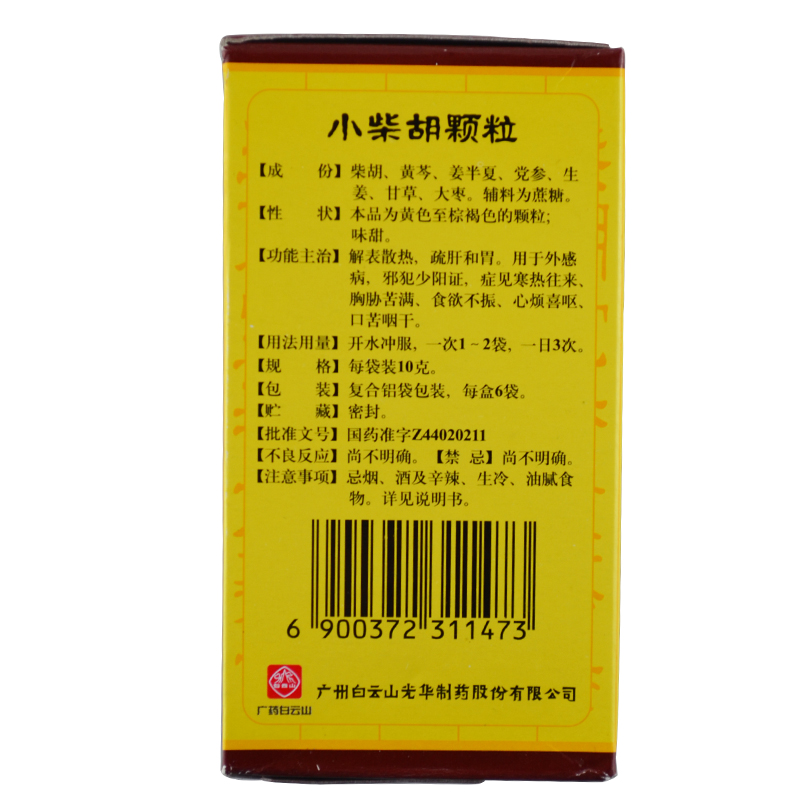 小柴胡颗粒
【成 份】柴胡、黄芩、姜半夏、党参、生
姜、甘草、大枣。辅料为蔗糖。
【性 状】本品为黄色至棕褐色的颗粒;
味甜。
【功能主治】解表散热,疏肝和胃。用于外感
病,邪犯少阳证,症见寒热往来、
胸胁苦满、食欲不振、心烦喜呕、
口苦咽干。
【用法用量】开水冲服,一次1~2袋,一日3次。
【规 格】每袋装10克。
【包 装】复合铝袋包装,每盒6袋。
【贮 藏】密封。
【批准文号】国药准字Z44020211
【不良反应】尚不明确。【禁 忌】尚不明确。
【注意事项】忌烟、酒及辛辣、生冷、油腻食
物。详见说明书。
6 900372 311473
白云山
广药白云山
广州白云山光华制药股份有限公司